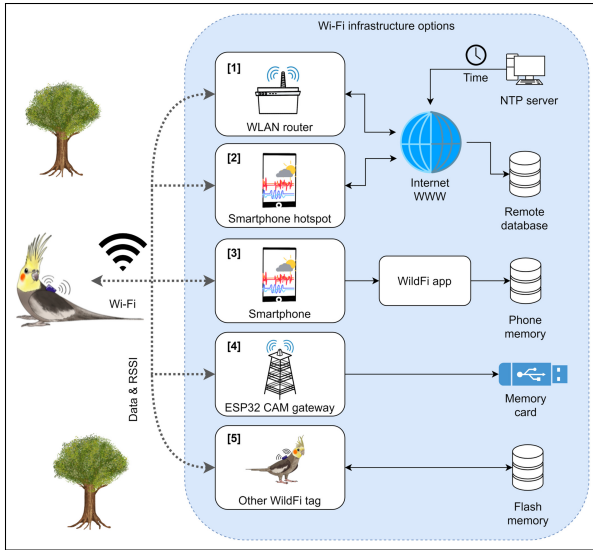 Wi-Fi infrastructure options
[1]
WLAN router
Time
NTP server
[2]
Smartphone hotspot
Internet
WWW
Remote
database
Wi-Fi
[3]
Smartphone
WildFi app
Phone
memory
Data & RSSI
[4]
ESP32 CAM gateway
Memory
card
[5]
Other WildFi tag
Flash
memory